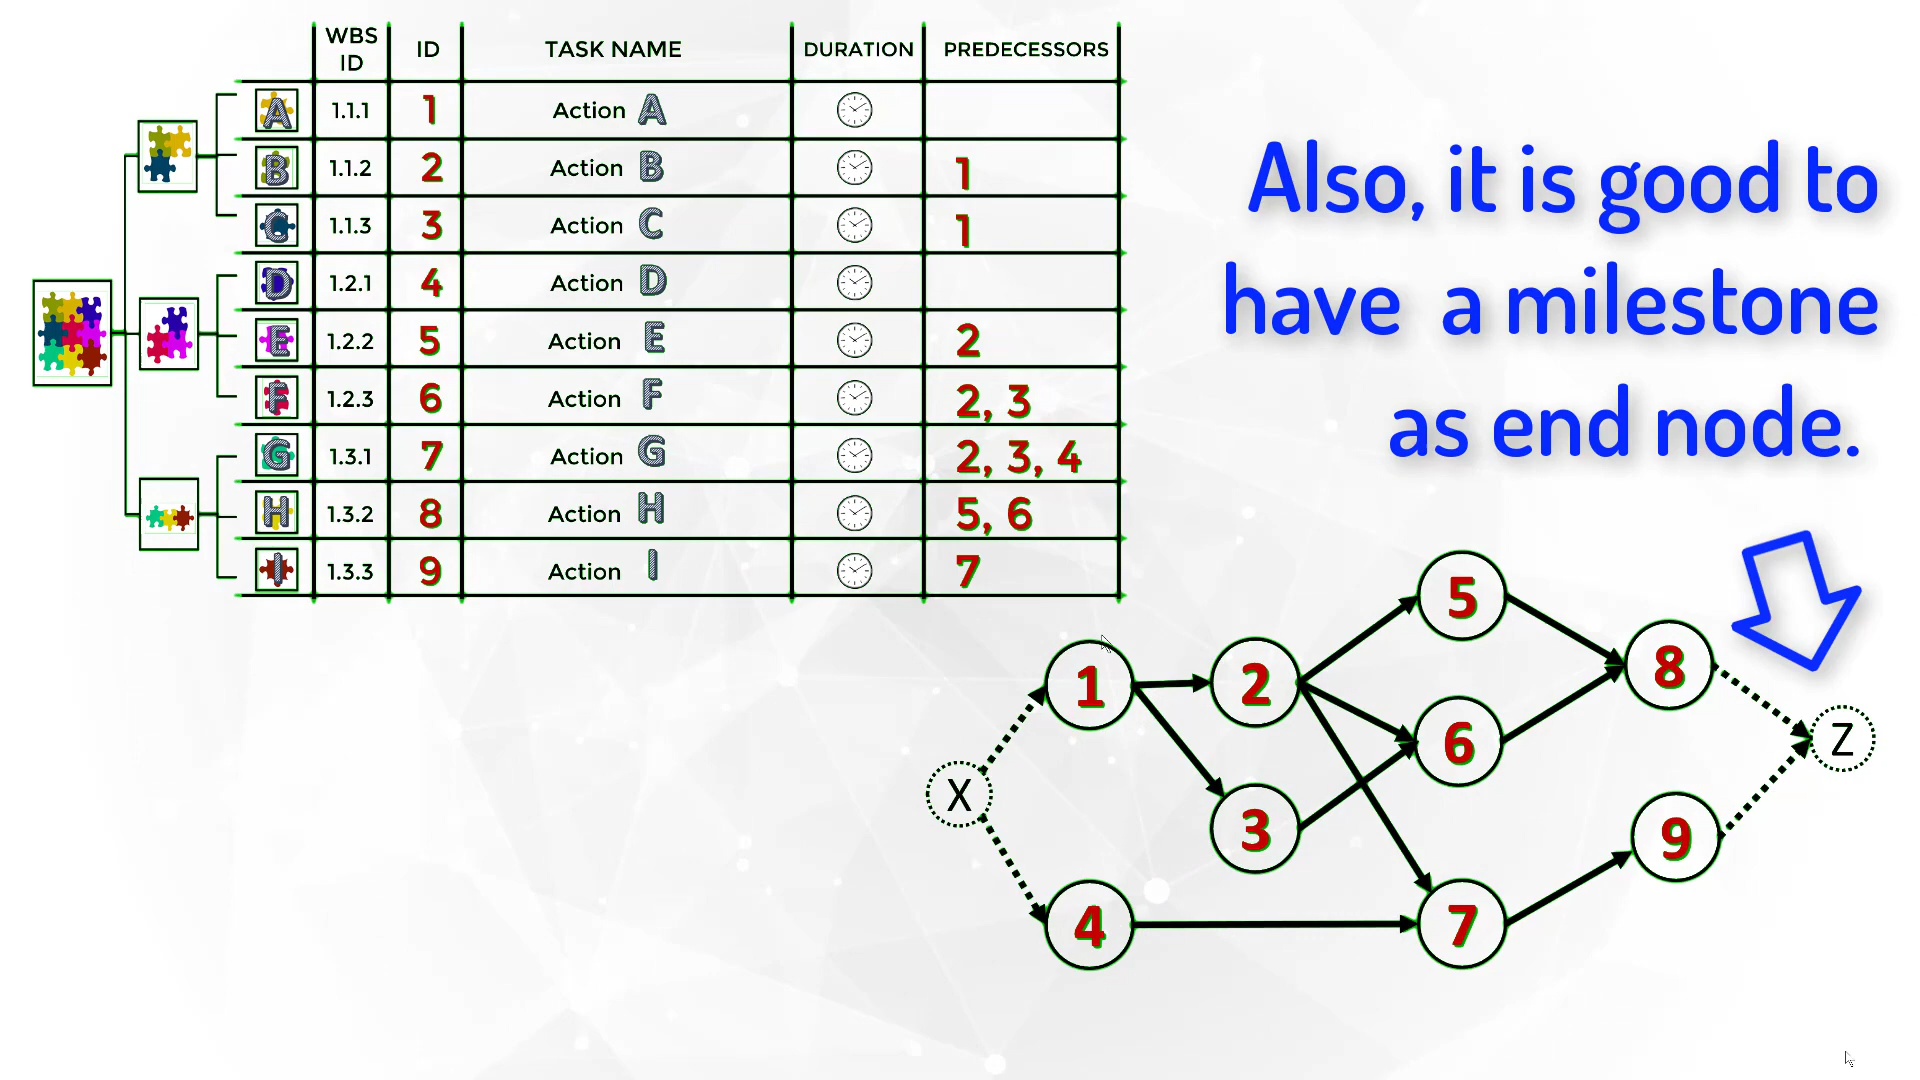 WBS ID
ID
TASK NAME
DURATION
PREDECESSORS
A 1.1.1 1 Action A
B 1.1.2 2 Action B 1
C 1.1.3 3 Action C 1
D 1.2.1 4 Action D
E 1.2.2 5 Action E 2
F 1.2.3 6 Action F 2, 3
G 1.3.1 7 Action G 2, 3, 4
H 1.3.2 8 Action H 5, 6
I 1.3.3 9 Action I 7
Also, it is good to
have a milestone
as end node.
5
8
1
2
6
Z
X
3
9
4
7